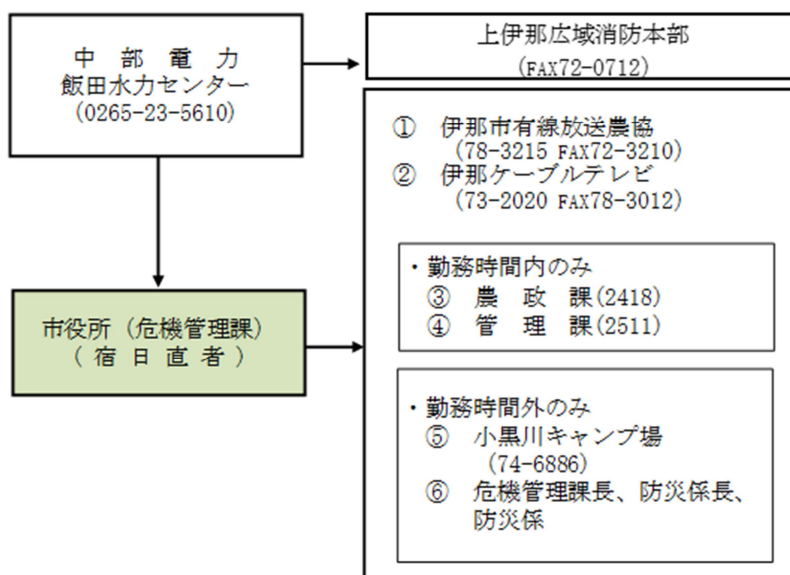 中 部 電 力
飯田水力センター
(0265-23-5610)
上伊那広域消防本部
(FAX72-0712)
① 伊那市有線放送農協
(78-3215 FAX72-3210)
② 伊那ケーブルテレビ
(73-2020 FAX78-3012)
・勤務時間内のみ
③ 農 政 課(2418)
④ 管 理 課(2511)
市役所（危機管理課）
( 宿 日 直 者 )
・勤務時間外のみ
⑤ 小黒川キャンプ場
(74-6886)
⑥ 危機管理課長、防災係長、
防災係